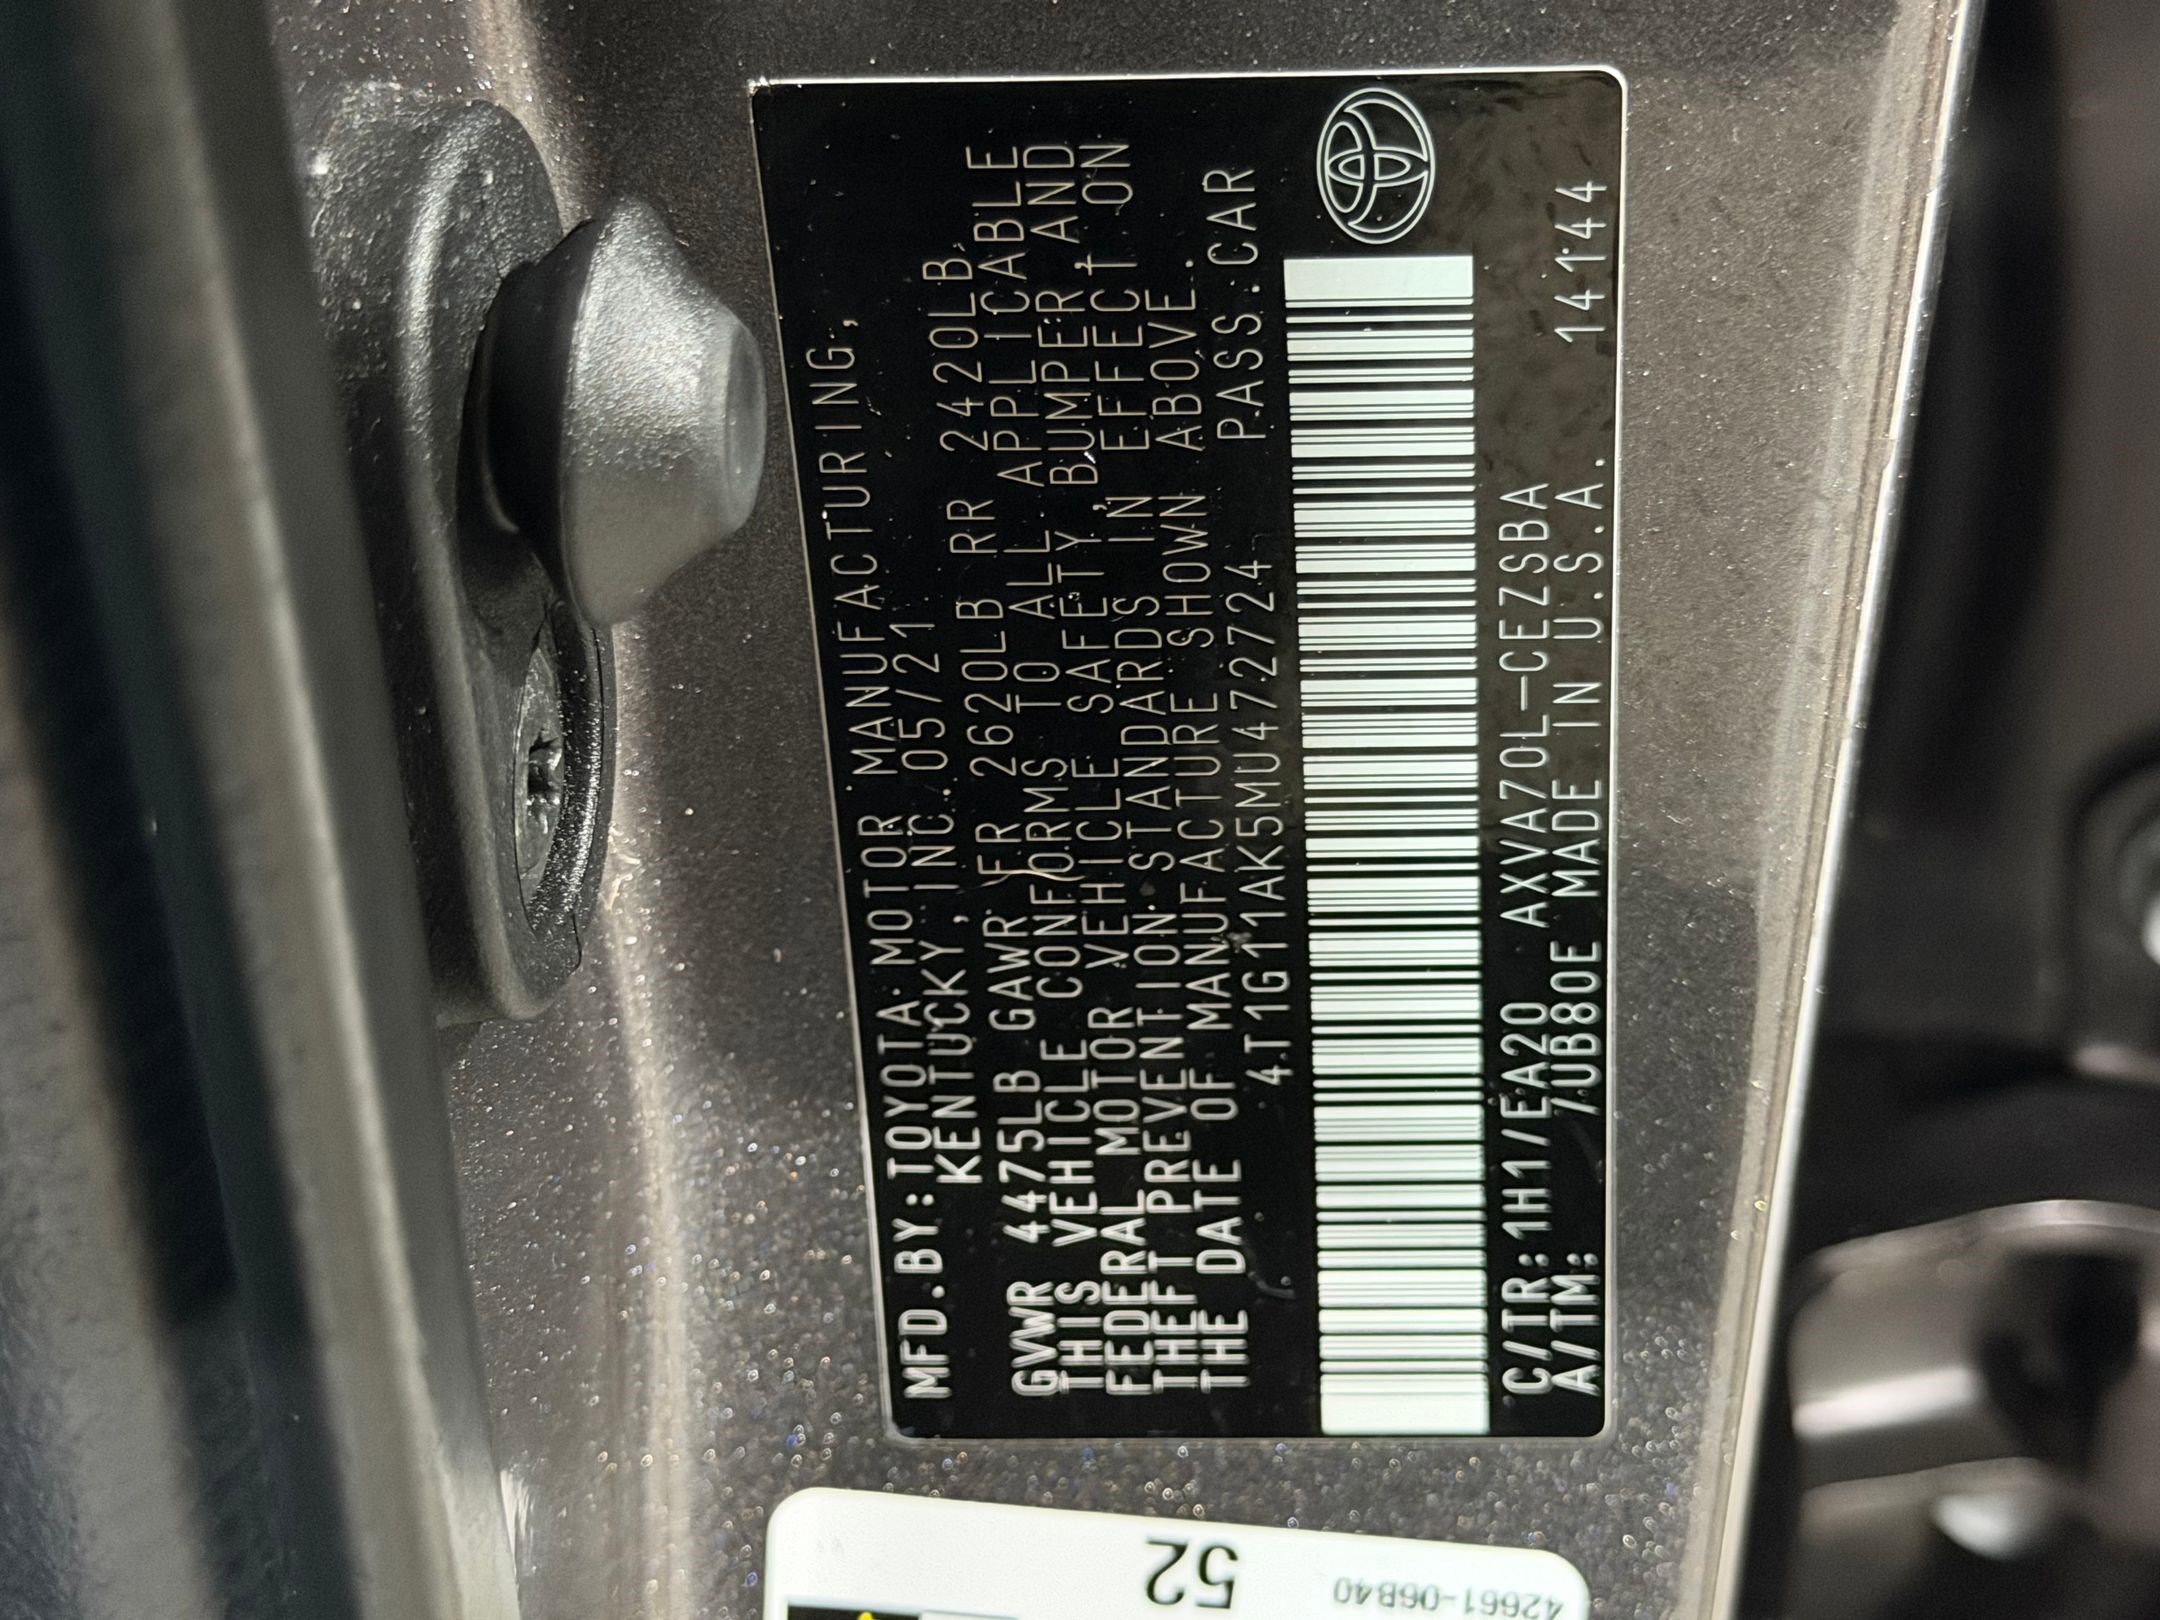 MFD.BY:TOYOTA MOTOR MANUFACTURING,
KENTUCKY,INC.05/21
GVWR 4475LB GAWR FR 2620LB RR 2420LB
THIS VEHICLE CONFORMS TO ALL APPLICABLE
FEDERAL MOTOR VEHICLE SAFETY, BUMPER, AND
THEFT PREVENTION STANDARDS IN EFFECT ON
THE DATE OF MANUFACTURE SHOWN ABOVE.
4T1G11AK5MU472724 PASS.CAR
C/TR:1H1/EA20 AXVA70L-CEZSBA
A/TM: /UB80E MADE IN U.S.A. 14144
52
42661-06B40